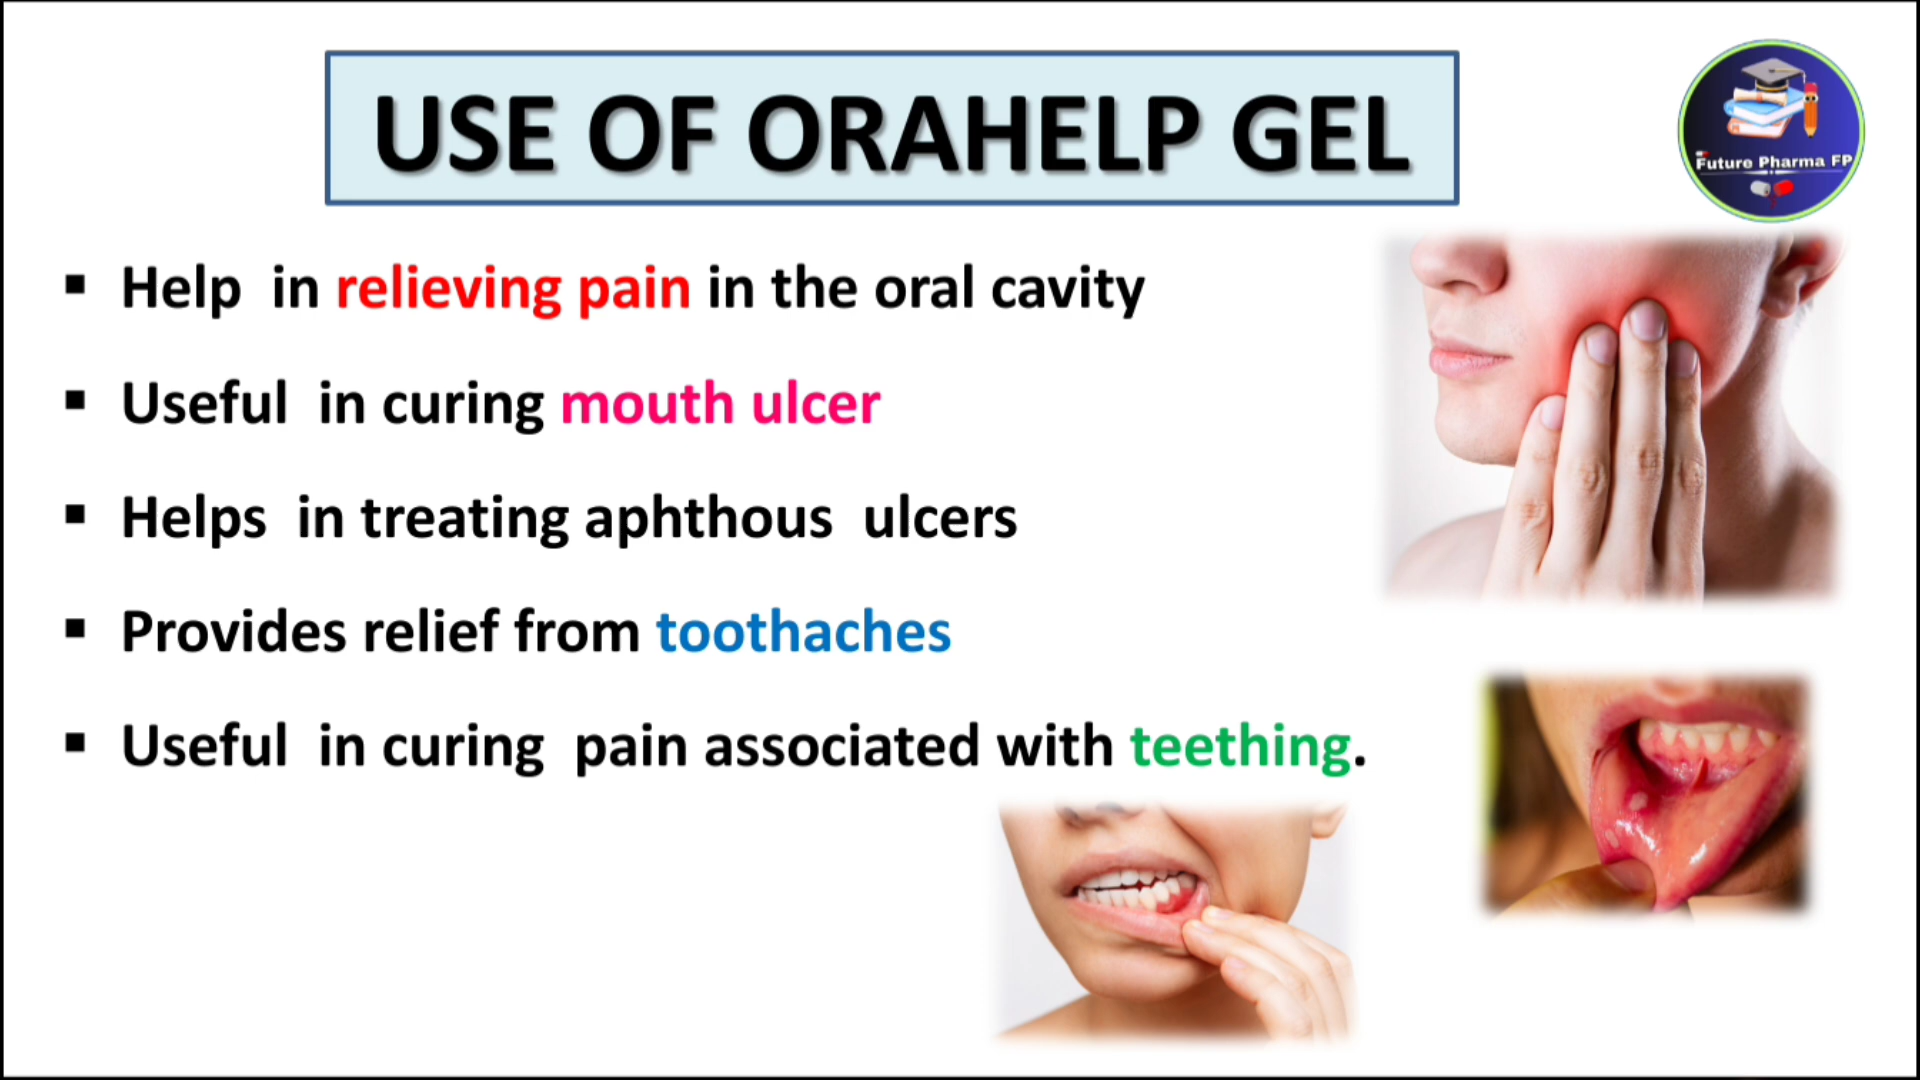 USE OF ORAHELP GEL
Future Pharma FP
▪ Help in relieving pain in the oral cavity
▪ Useful in curing mouth ulcer
▪ Helps in treating aphthous ulcers
▪ Provides relief from toothaches
▪ Useful in curing pain associated with teething.